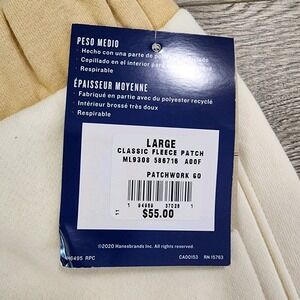 PESO MEDIO
· Hecho con una parte de
Cepillado en el interior para
· Respirable
ÉPAISSEUR MOYENNE
· Fabriqué en partie avec du polyester recyclé
· Intérieur brossé très doux
· Respirable
LARGE
CLASSIC FLEECE PATCH
ML9308 586716 A00F
PATCHWORK GO
$55.00
©2020 Hanesbrands Inc. All rights reserved.
6495 RPC CA00153 RN 15763